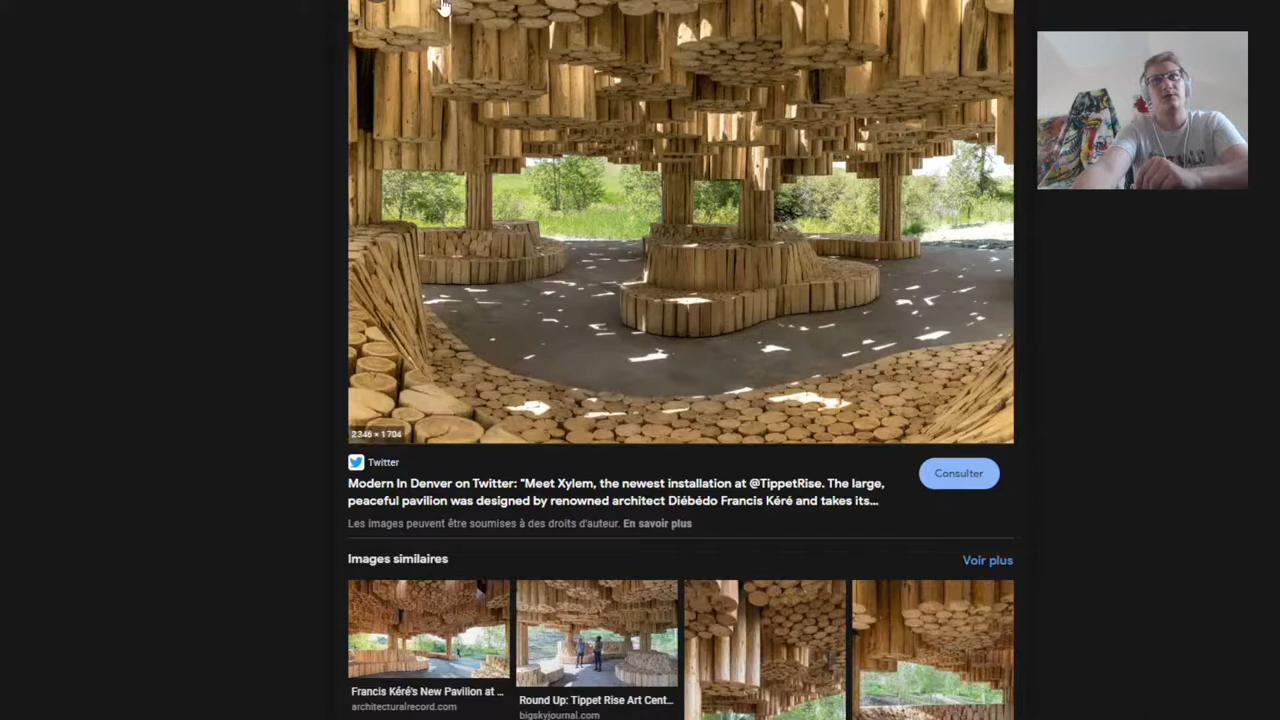 2346 × 1704
Twitter
Modern In Denver on Twitter: "Meet Xylem, the newest installation at @TippetRise. The large,
peaceful pavilion was designed by renowned architect Diébédo Francis Kéré and takes its...
Consulter
Les images peuvent être soumises à des droits d'auteur. En savoir plus
Images similaires
Voir plus
Francis Kéré's New Pavilion at ...
architecturalrecord.com
Round Up: Tippet Rise Art Cent...
bigskyjournal.com